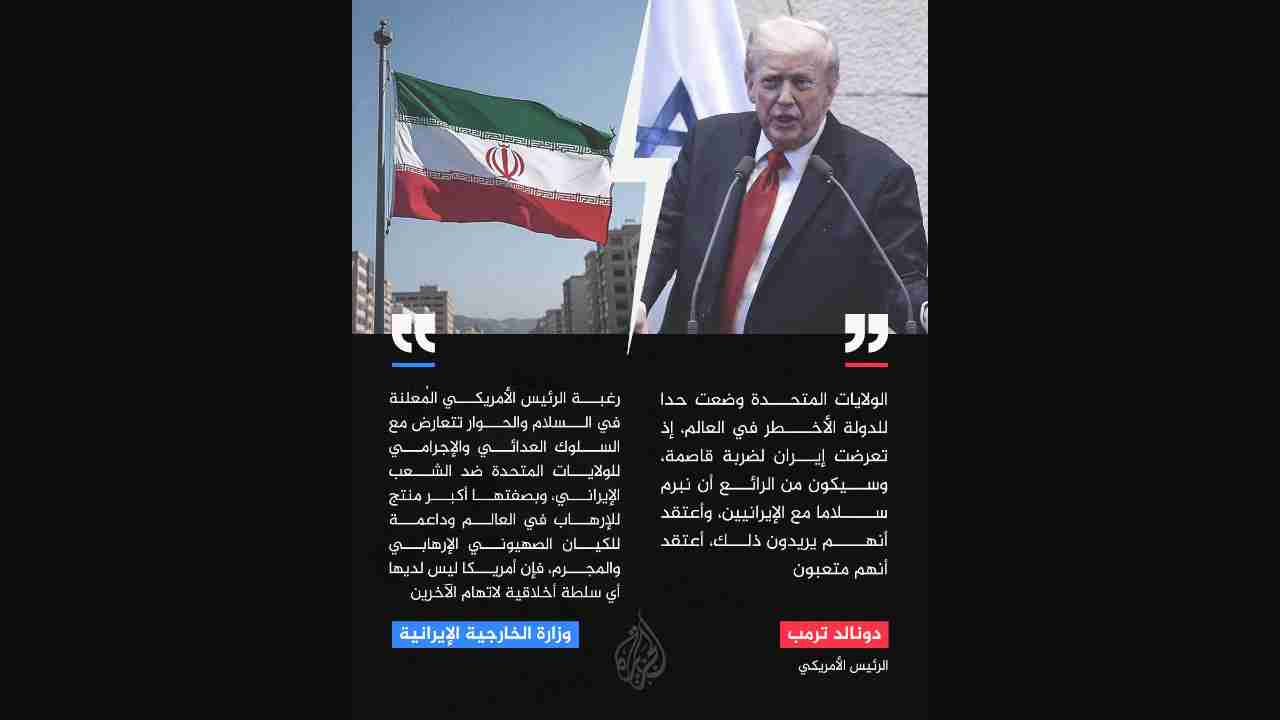 الولايات المتحدة وضعت حدا
للدولة الأخطر في العالم، إذ
تعرضت إيران لضربة قاصمة،
وسيكون من الرائع أن نبرم
سلاما مع الإيرانيين، وأعتقد
أنهم يريدون ذلك، أعتقد
أنهم متعبون
دونالد ترمب
الرئيس الأمريكي
رغبة الرئيس الأمريكي المُعلنة
في السلام والحوار تتعارض مع
السلوك العدائي والإجرامي
للولايات المتحدة ضد الشعب
الإيراني، وبصفتها أكبر منتج
للإرهاب في العالم وداعمة
للكيان الصهيوني الإرهابي
والمجرم، فإن أمريكا ليس لديها
أي سلطة أخلاقية لاتهام الآخرين
وزارة الخارجية الإيرانية
الجزيرة